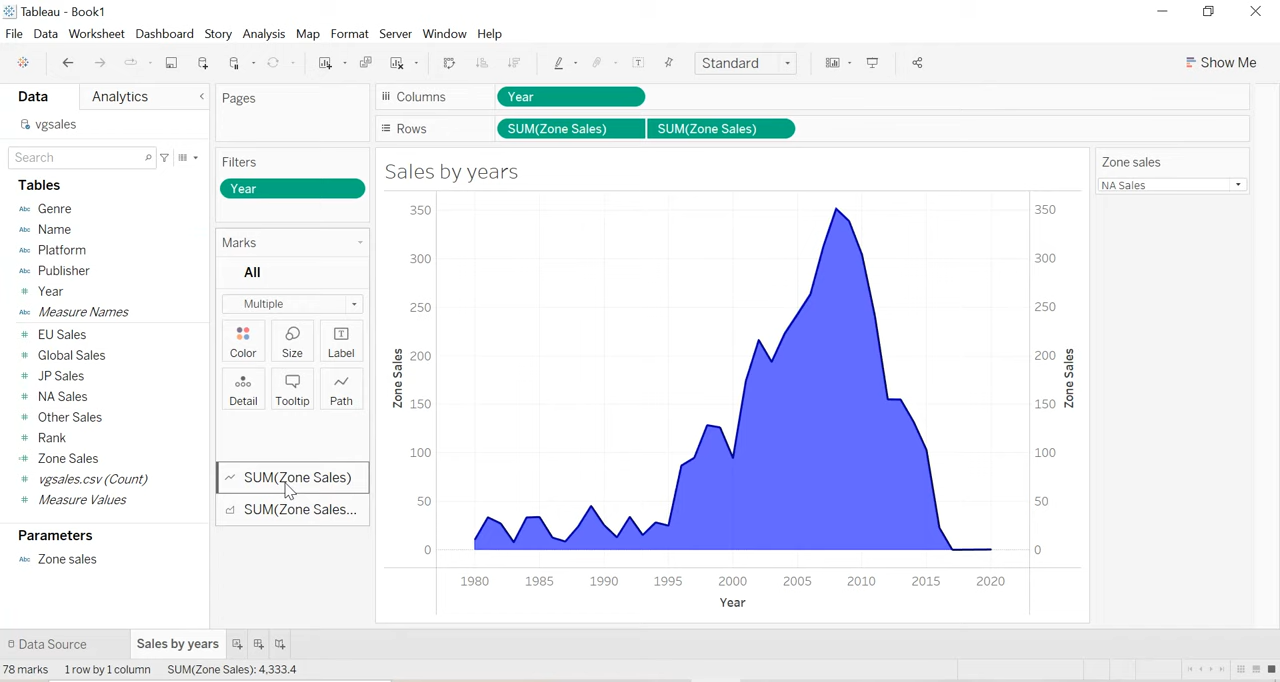 Tableau - Book1
File Data Worksheet Dashboard Story Analysis Map Format Server Window Help
Standard
Show Me
Data Analytics
vgsales
Search
Tables
Abc Genre
Abc Name
Abc Platform
Abc Publisher
# Year
Abc Measure Names
# EU Sales
# Global Sales
# JP Sales
# NA Sales
# Other Sales
# Rank
# Zone Sales
# vgsales.csv (Count)
# Measure Values
Parameters
Abc Zone sales
Pages
Filters
Year
Marks
All
Multiple
Color Size Label
Detail Tooltip Path
SUM(Zone Sales)
SUM(Zone Sales...
Columns Year
Rows SUM(Zone Sales) SUM(Zone Sales)
Sales by years
Zone Sales
350
300
250
200
150
100
50
0
350
300
250
200
150
100
50
0
Zone Sales
1980 1985 1990 1995 2000 2005 2010 2015 2020
Year
Zone sales
NA Sales
Data Source Sales by years
78 marks 1 row by 1 column SUM(Zone Sales): 4,333.4